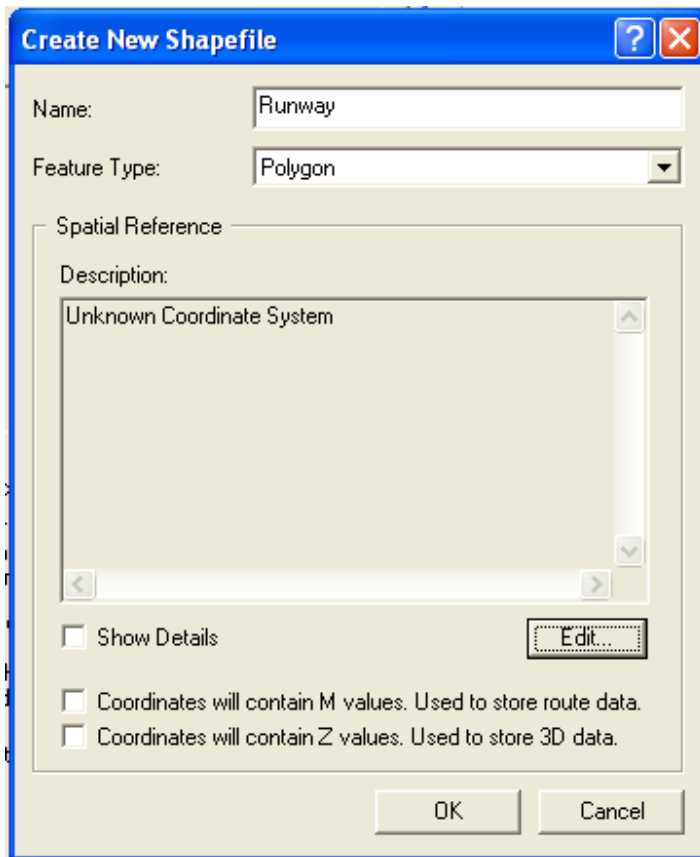 Create New Shapefile
Name: Runway
Feature Type: Polygon
Spatial Reference
Description:
Unknown Coordinate System
Show Details
Edit...
Coordinates will contain M values. Used to store route data.
Coordinates will contain Z values. Used to store 3D data.
OK Cancel